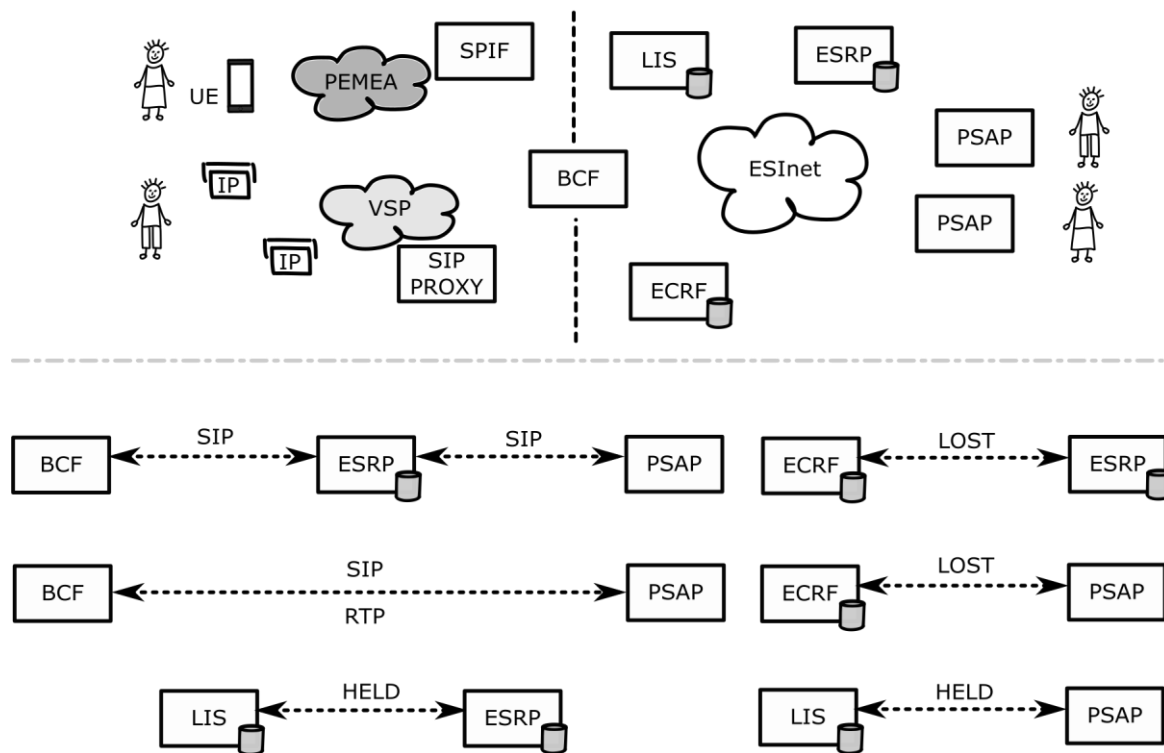 SPIF
LIS
ESRP
PEMEA
UE
PSAP
BCF
ESInet
IP
VSP
PSAP
IP
SIP
PROXY
ECRF
SIP
SIP
LOST
BCF
ESRP
PSAP
ECRF
ESRP
SIP
LOST
BCF
PSAP
ECRF
PSAP
RTP
HELD
HELD
LIS
ESRP
LIS
PSAP